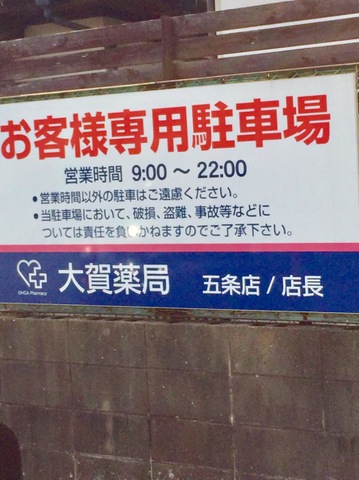 お客様専用駐車場
営業時間 9:00 〜 22:00
・営業時間以外の駐車はご遠慮ください。
・当駐車場において、破損、盗難、事故等などに
ついては責任を負いかねますのでご了承下さい。
大賀薬局 五条店 / 店長
OHGA Pharmacy